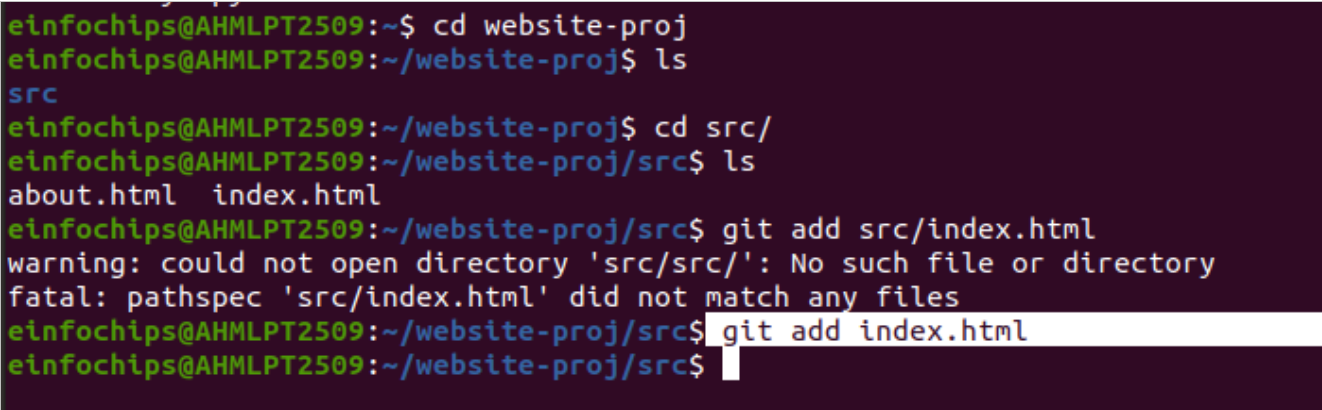 einfochips@AHMLPT2509:~$ cd website-proj
einfochips@AHMLPT2509:~/website-proj$ ls
src
einfochips@AHMLPT2509:~/website-proj$ cd src/
einfochips@AHMLPT2509:~/website-proj/src$ ls
about.html  index.html
einfochips@AHMLPT2509:~/website-proj/src$ git add src/index.html
warning: could not open directory 'src/src/': No such file or directory
fatal: pathspec 'src/index.html' did not match any files
einfochips@AHMLPT2509:~/website-proj/src$ git add index.html
einfochips@AHMLPT2509:~/website-proj/src$